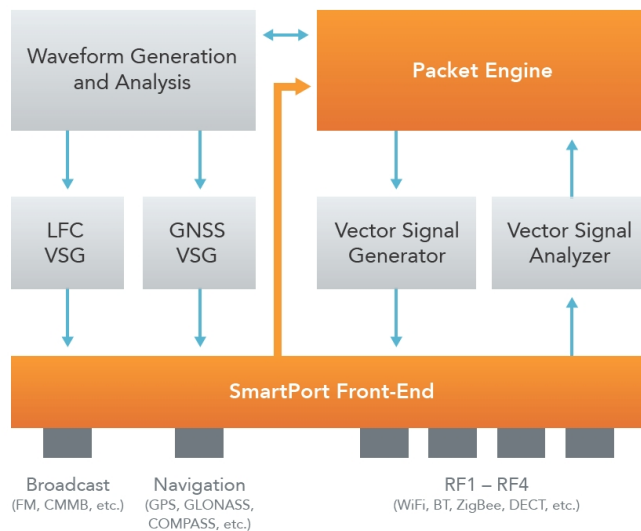 Waveform Generation
and Analysis
Packet Engine
LFC
VSG
GNSS
VSG
Vector Signal
Generator
Vector Signal
Analyzer
SmartPort Front-End
Broadcast
(FM, CMMB, etc.)
Navigation
(GPS, GLONASS,
COMPASS, etc.)
RF1 – RF4
(WiFi, BT, ZigBee, DECT, etc.)